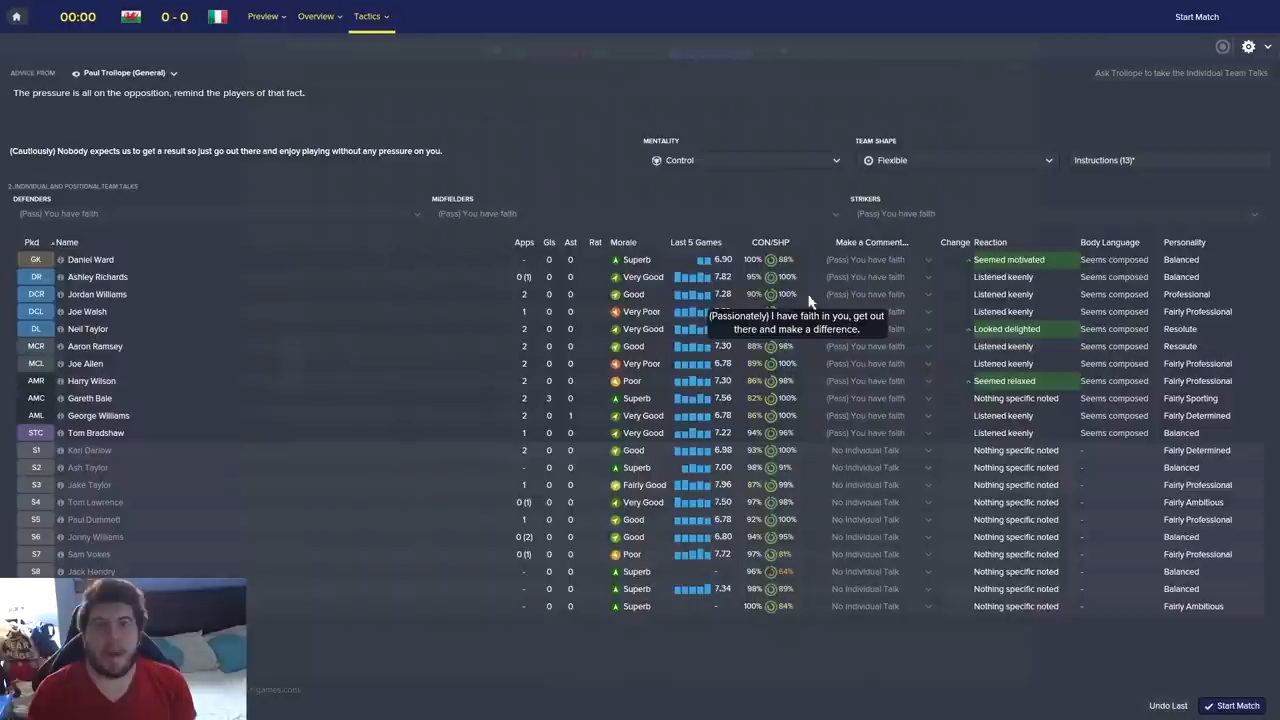 00:00 0 - 0 Preview Overview Tactics Start Match
ADVICE FROM Paul Trollope (General) Ask Trollope to take the Individual Team Talks
The pressure is all on the opposition, remind the players of that fact.
MENTALITY TEAM SHAPE
(Cautiously) Nobody expects us to get a result so just go out there and enjoy playing without any pressure on you. Control Flexible Instructions (13)*
2. INDIVIDUAL AND POSITIONAL TEAM TALKS
DEFENDERS MIDFIELDERS STRIKERS
(Pass) You have faith (Pass) You have faith (Pass) You have faith
Pkd Name Apps Gls Ast Rat Morale Last 5 Games CON/SHP Make a Comment... Change Reaction Body Language Personality
GK Daniel Ward - 0 0 Superb 6.90 100% 88% (Pass) You have faith Seemed motivated Seems composed Balanced
DR Ashley Richards 0 (1) 0 0 Very Good 7.82 95% 100% (Pass) You have faith Listened keenly Seems composed Balanced
DCR Jordan Williams 2 0 0 Good 7.28 90% 100% (Pass) You have faith Listened keenly Seems composed Professional
DCL Joe Walsh 1 0 0 Very Poor Listened keenly Seems composed Fairly Professional
(Passionately) I have faith in you, get out
there and make a difference.
DL Neil Taylor 2 0 0 Very Good Looked delighted Seems composed Resolute
MCR Aaron Ramsey 2 0 0 Good 7.30 88% 98% (Pass) You have faith Listened keenly Seems composed Resolute
MCL Joe Allen 2 0 0 Very Poor 6.78 89% 100% (Pass) You have faith Listened keenly Seems composed Fairly Professional
AMR Harry Wilson 2 0 0 Poor 7.30 86% 98% (Pass) You have faith Seemed relaxed Seems composed Fairly Professional
AMC Gareth Bale 2 3 0 Superb 7.56 82% 100% (Pass) You have faith Nothing specific noted Seems composed Fairly Sporting
AML George Williams 2 0 1 Very Good 6.78 86% 100% (Pass) You have faith Listened keenly Seems composed Fairly Determined
STC Tom Bradshaw 1 0 0 Very Good 7.22 94% 96% (Pass) You have faith Listened keenly Seems composed Balanced
S1 Karl Darlow 2 0 0 Good 6.98 93% 100% No Individual Talk Nothing specific noted - Fairly Determined
S2 Ash Taylor - 0 0 Superb 7.00 98% 91% No Individual Talk Nothing specific noted - Balanced
S3 Jake Taylor 1 0 0 Fairly Good 7.96 87% 99% No Individual Talk Nothing specific noted - Fairly Professional
S4 Tom Lawrence 0 (1) 0 0 Very Good 7.50 97% 98% No Individual Talk Nothing specific noted - Fairly Ambitious
S5 Paul Dummett 1 0 0 Good 6.78 92% 100% No Individual Talk Nothing specific noted - Fairly Professional
S6 Jonny Williams 0 (2) 0 0 Good 6.80 94% 95% No Individual Talk Nothing specific noted - Balanced
S7 Sam Vokes 0 (1) 0 0 Poor 7.72 97% 81% No Individual Talk Nothing specific noted - Fairly Professional
S8 Jack Hendry - 0 0 Superb - 96% 84% No Individual Talk Nothing specific noted - Balanced
- 0 0 Superb 7.34 98% 89% No Individual Talk Nothing specific noted - Balanced
- 0 0 Superb - 100% 84% No Individual Talk Nothing specific noted - Fairly Ambitious
games.com
Undo Last Start Match